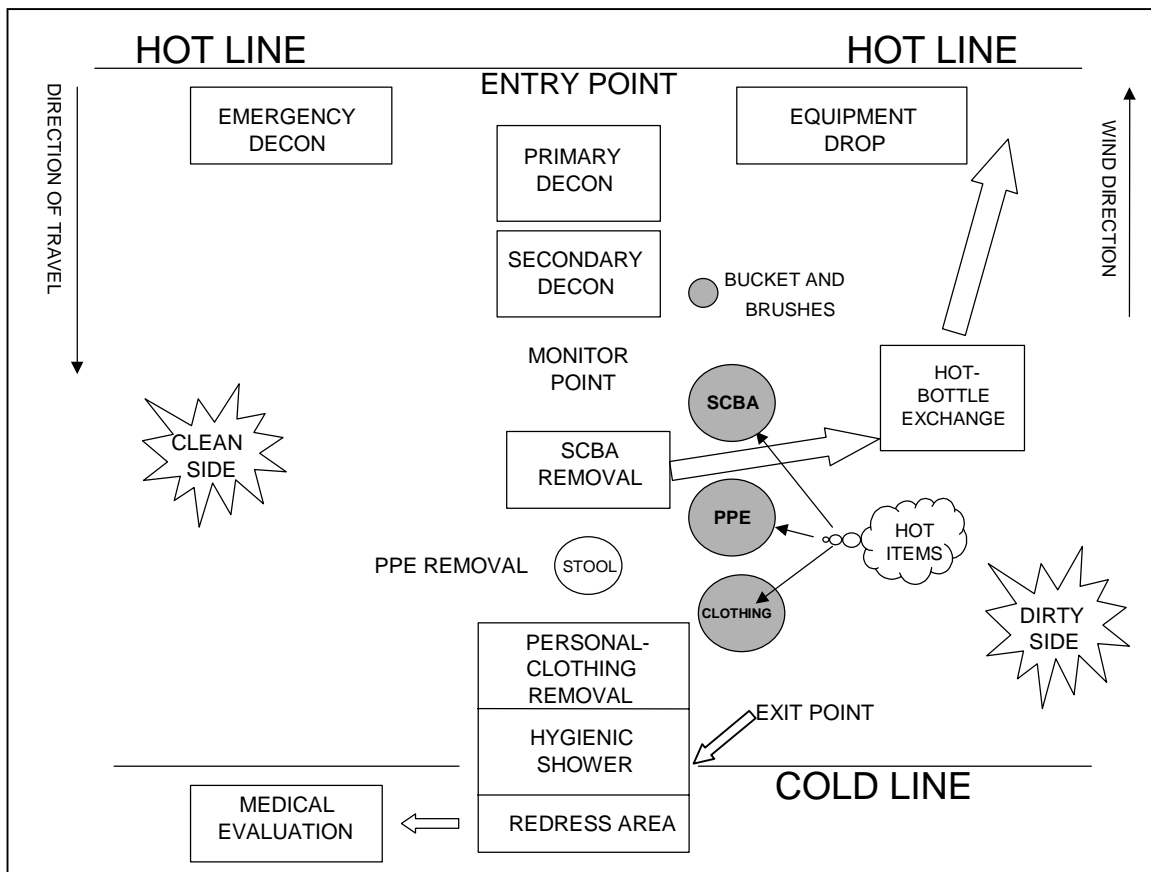 HOT LINE
HOT LINE
ENTRY POINT
DIRECTION OF TRAVEL
EMERGENCY
DECON
PRIMARY
DECON
EQUIPMENT
DROP
WIND DIRECTION
SECONDARY
DECON
BUCKET AND
BRUSHES
MONITOR
POINT
HOT-
BOTTLE
EXCHANGE
SCBA
CLEAN
SIDE
SCBA
REMOVAL
PPE
HOT
ITEMS
PPE REMOVAL
STOOL
CLOTHING
DIRTY
SIDE
PERSONAL-
CLOTHING
REMOVAL
EXIT POINT
HYGIENIC
SHOWER
COLD LINE
MEDICAL
EVALUATION
REDRESS AREA